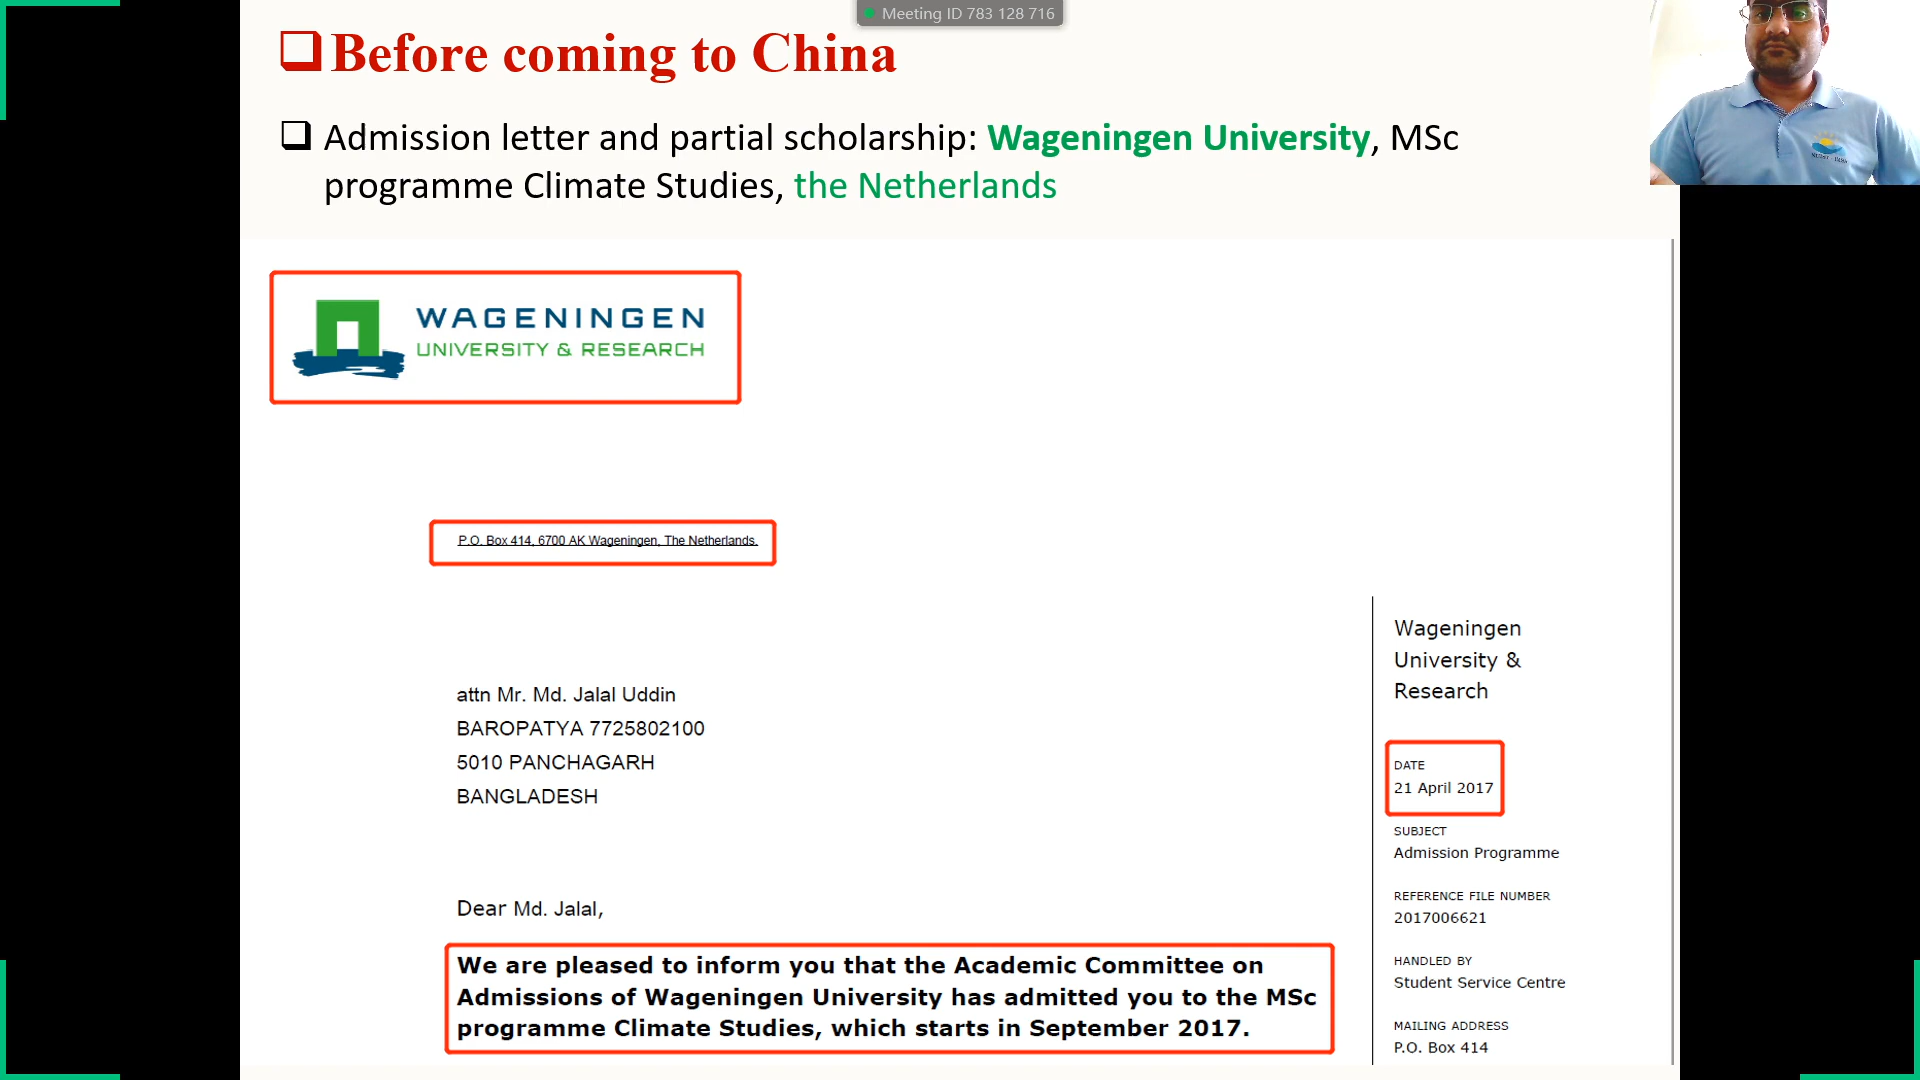 Meeting ID 783 128 716
Before coming to China
Admission letter and partial scholarship: Wageningen University, MSc
programme Climate Studies, the Netherlands
WAGENINGEN
UNIVERSITY & RESEARCH
P.O. Box 414, 6700 AK Wageningen, The Netherlands.
attn Mr. Md. Jalal Uddin
BAROPATYA 7725802100
5010 PANCHAGARH
BANGLADESH
Dear Md. Jalal,
We are pleased to inform you that the Academic Committee on
Admissions of Wageningen University has admitted you to the MSc
programme Climate Studies, which starts in September 2017.
Wageningen
University &
Research
DATE
21 April 2017
SUBJECT
Admission Programme
REFERENCE FILE NUMBER
2017006621
HANDLED BY
Student Service Centre
MAILING ADDRESS
P.O. Box 414